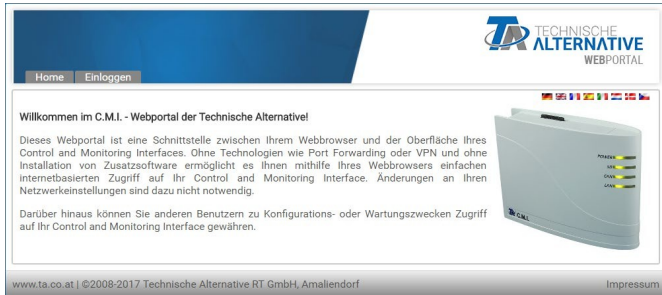 TECHNISCHE
ALTERNATIVE
WEBPORTAL
Home Einloggen
Willkommen im C.M.I. - Webportal der Technische Alternative!
Dieses Webportal ist eine Schnittstelle zwischen Ihrem Webbrowser und der Oberfläche Ihres
Control and Monitoring Interfaces. Ohne Technologien wie Port Forwarding oder VPN und ohne
Installation von Zusatzsoftware ermöglicht es Ihnen mithilfe Ihres Webbrowsers einfachen
internetbasierten Zugriff auf Ihr Control and Monitoring Interface. Änderungen an Ihren
Netzwerkeinstellungen sind dazu nicht notwendig.
Darüber hinaus können Sie anderen Benutzern zu Konfigurations- oder Wartungszwecken Zugriff
auf Ihr Control and Monitoring Interface gewähren.
C.M.I.
www.ta.co.at | ©2008-2017 Technische Alternative RT GmbH, Amaliendorf
Impressum